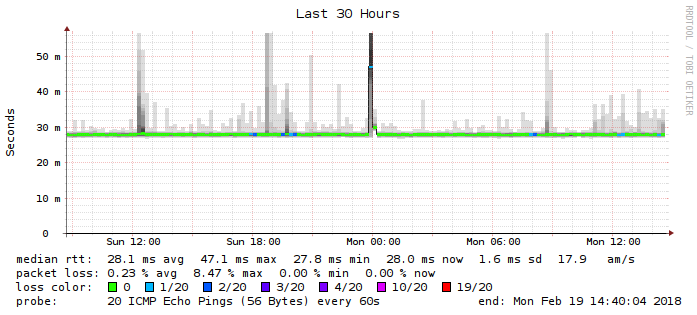 Last 30 Hours
RRDTOOL / TOBI OETIKER
Seconds
50 m
40 m
30 m
20 m
10 m
0
Sun 12:00 Sun 18:00 Mon 00:00 Mon 06:00 Mon 12:00
median rtt: 28.1 ms avg 47.1 ms max 27.8 ms min 28.0 ms now 1.6 ms sd 17.9 am/s
packet loss: 0.23 % avg 8.47 % max 0.00 % min 0.00 % now
loss color: 0 1/20 2/20 3/20 4/20 10/20 19/20
probe: 20 ICMP Echo Pings (56 Bytes) every 60s end: Mon Feb 19 14:40:04 2018